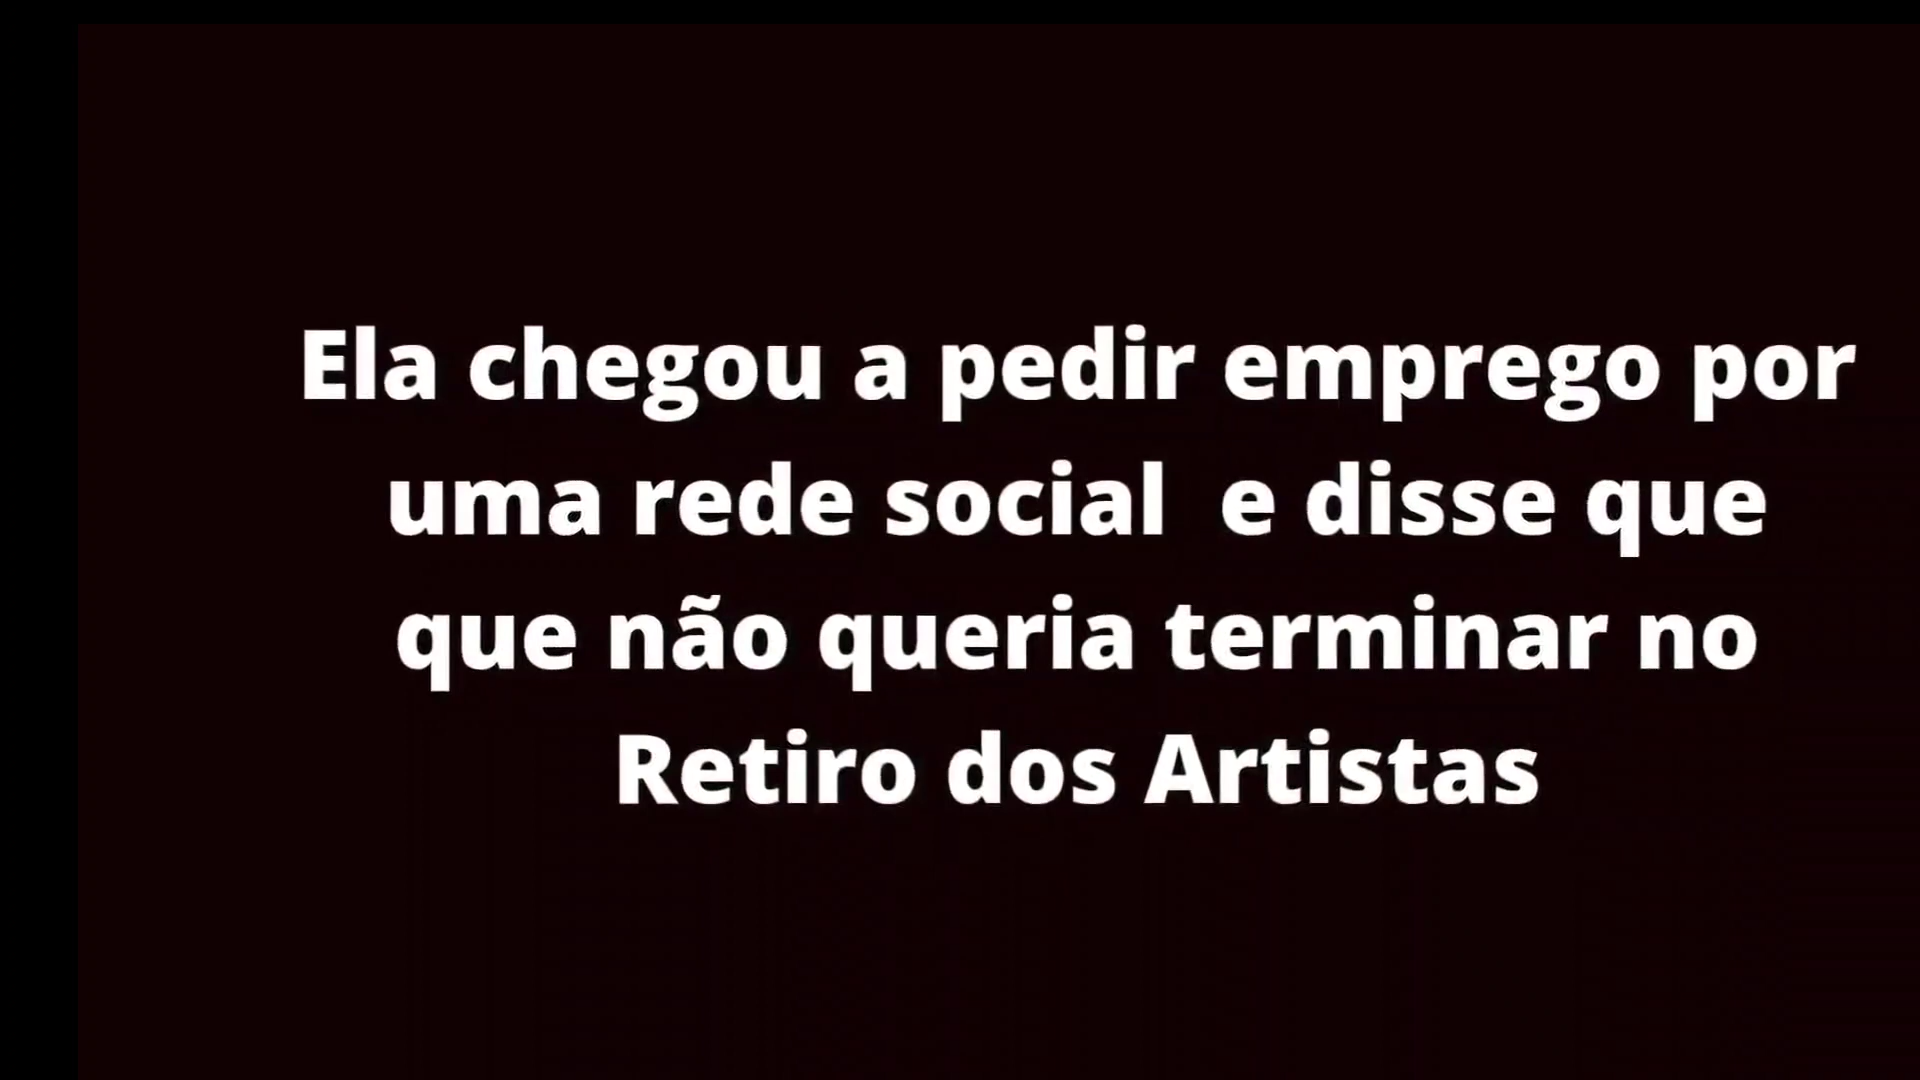 Ela chegou a pedir emprego por
uma rede social  e disse que
que não queria terminar no
Retiro dos Artistas